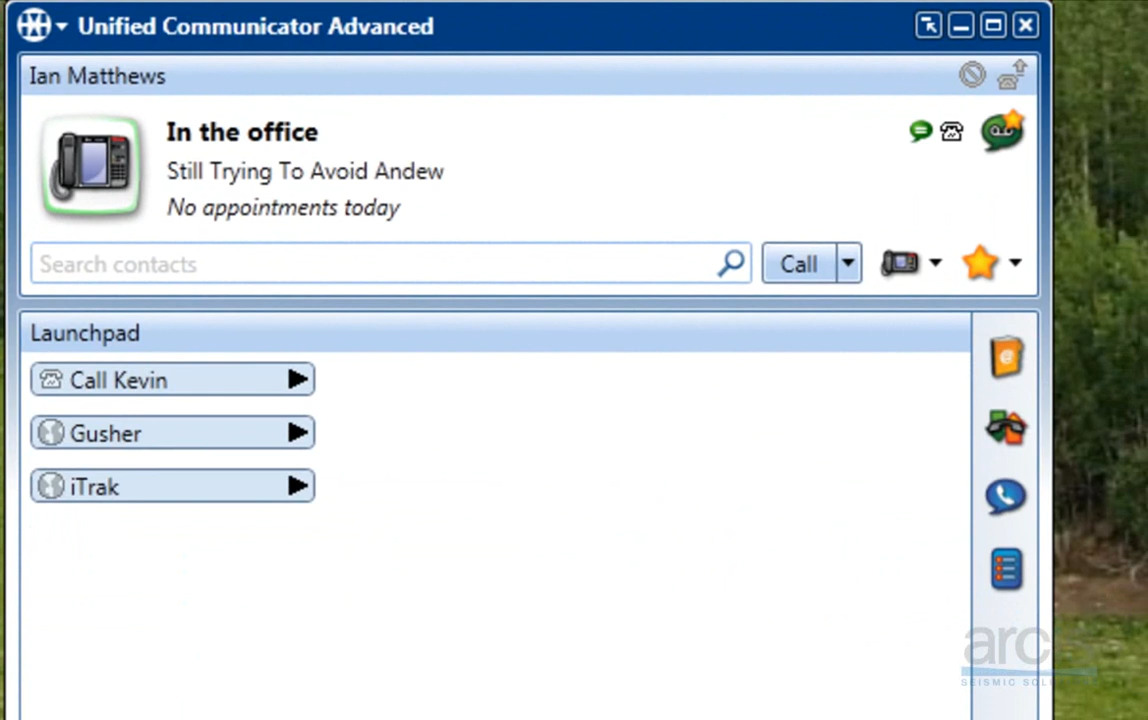 Unified Communicator Advanced
Ian Matthews
In the office
Still Trying To Avoid Andew
No appointments today
Search contacts
Call
Launchpad
Call Kevin
Gusher
iTrak
arc
SEISMIC